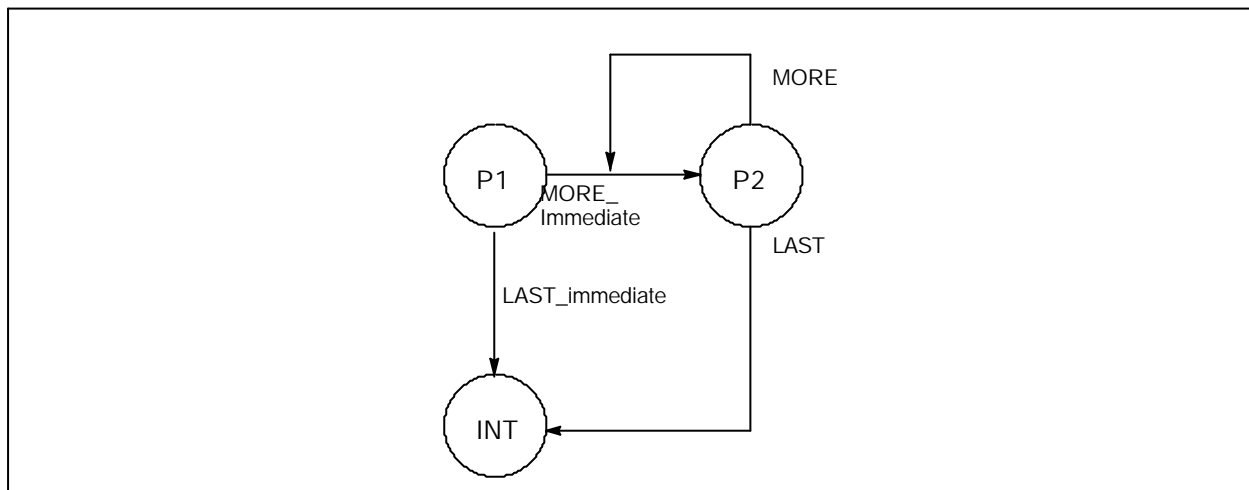 MORE
P1
P2
MORE_
Immediate
LAST
LAST_immediate
INT